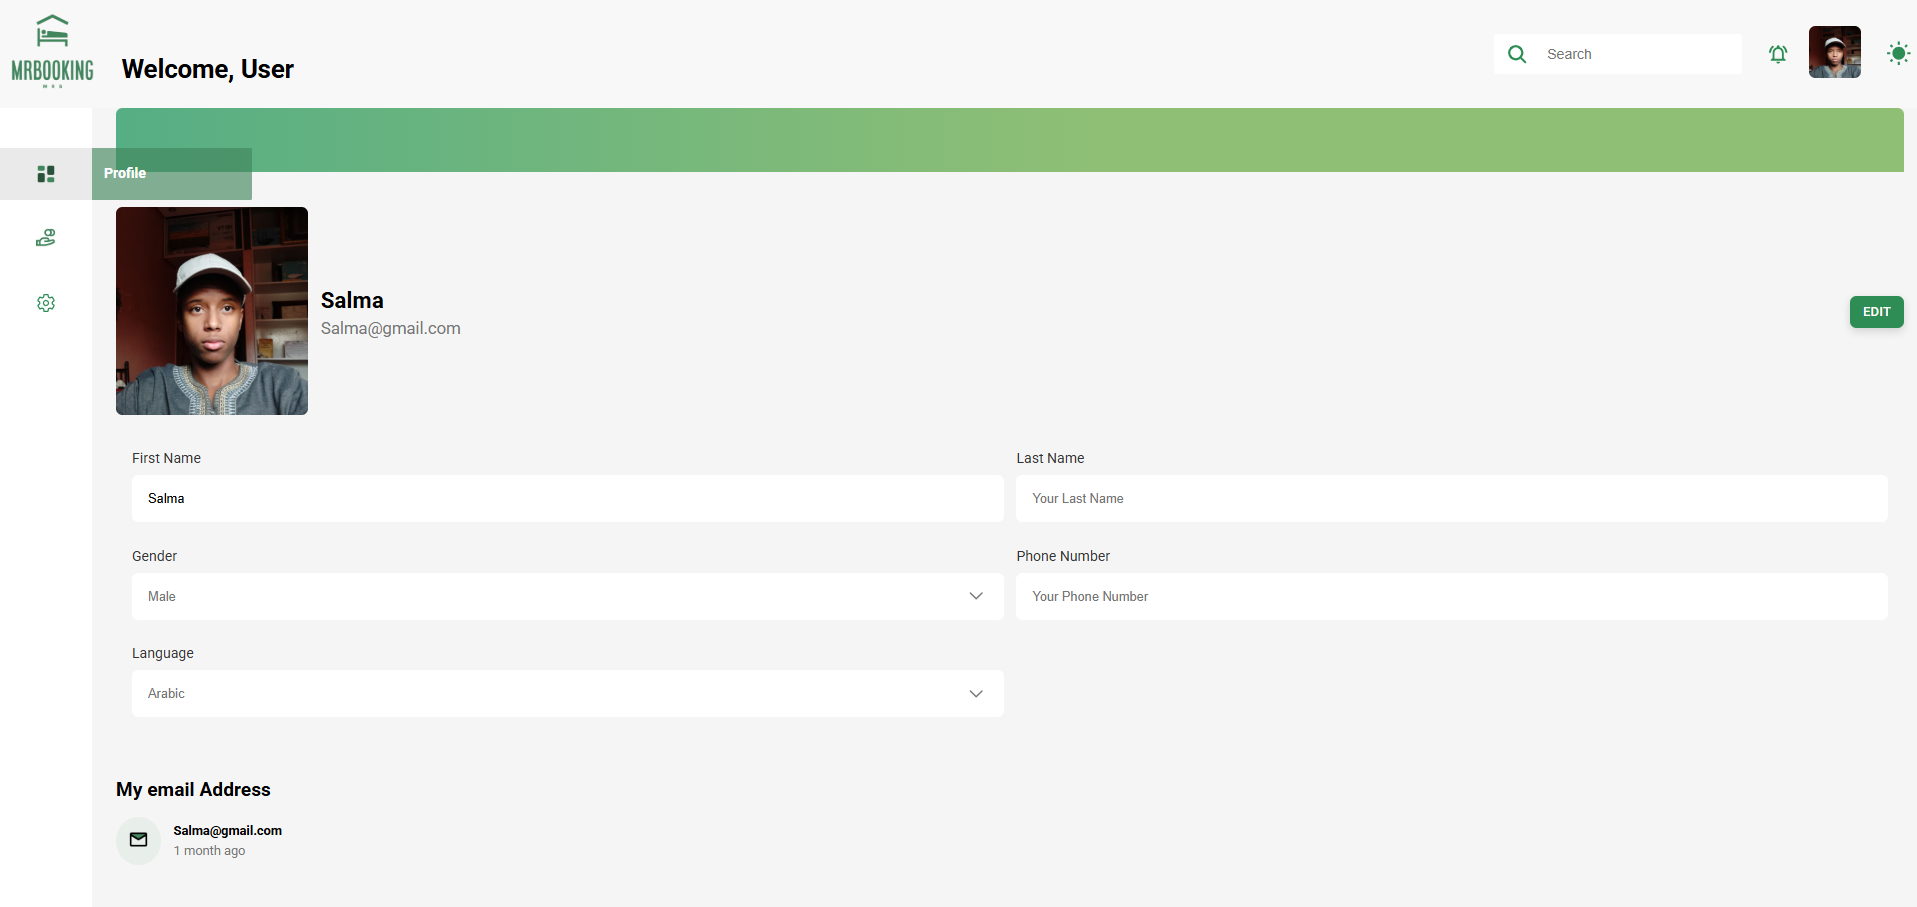 MRBOOKING
Welcome, User
Search
Profile
Salma
Salma@gmail.com
EDIT
First Name
Last Name
Salma
Your Last Name
Gender
Phone Number
Male
Your Phone Number
Language
Arabic
My email Address
Salma@gmail.com
1 month ago